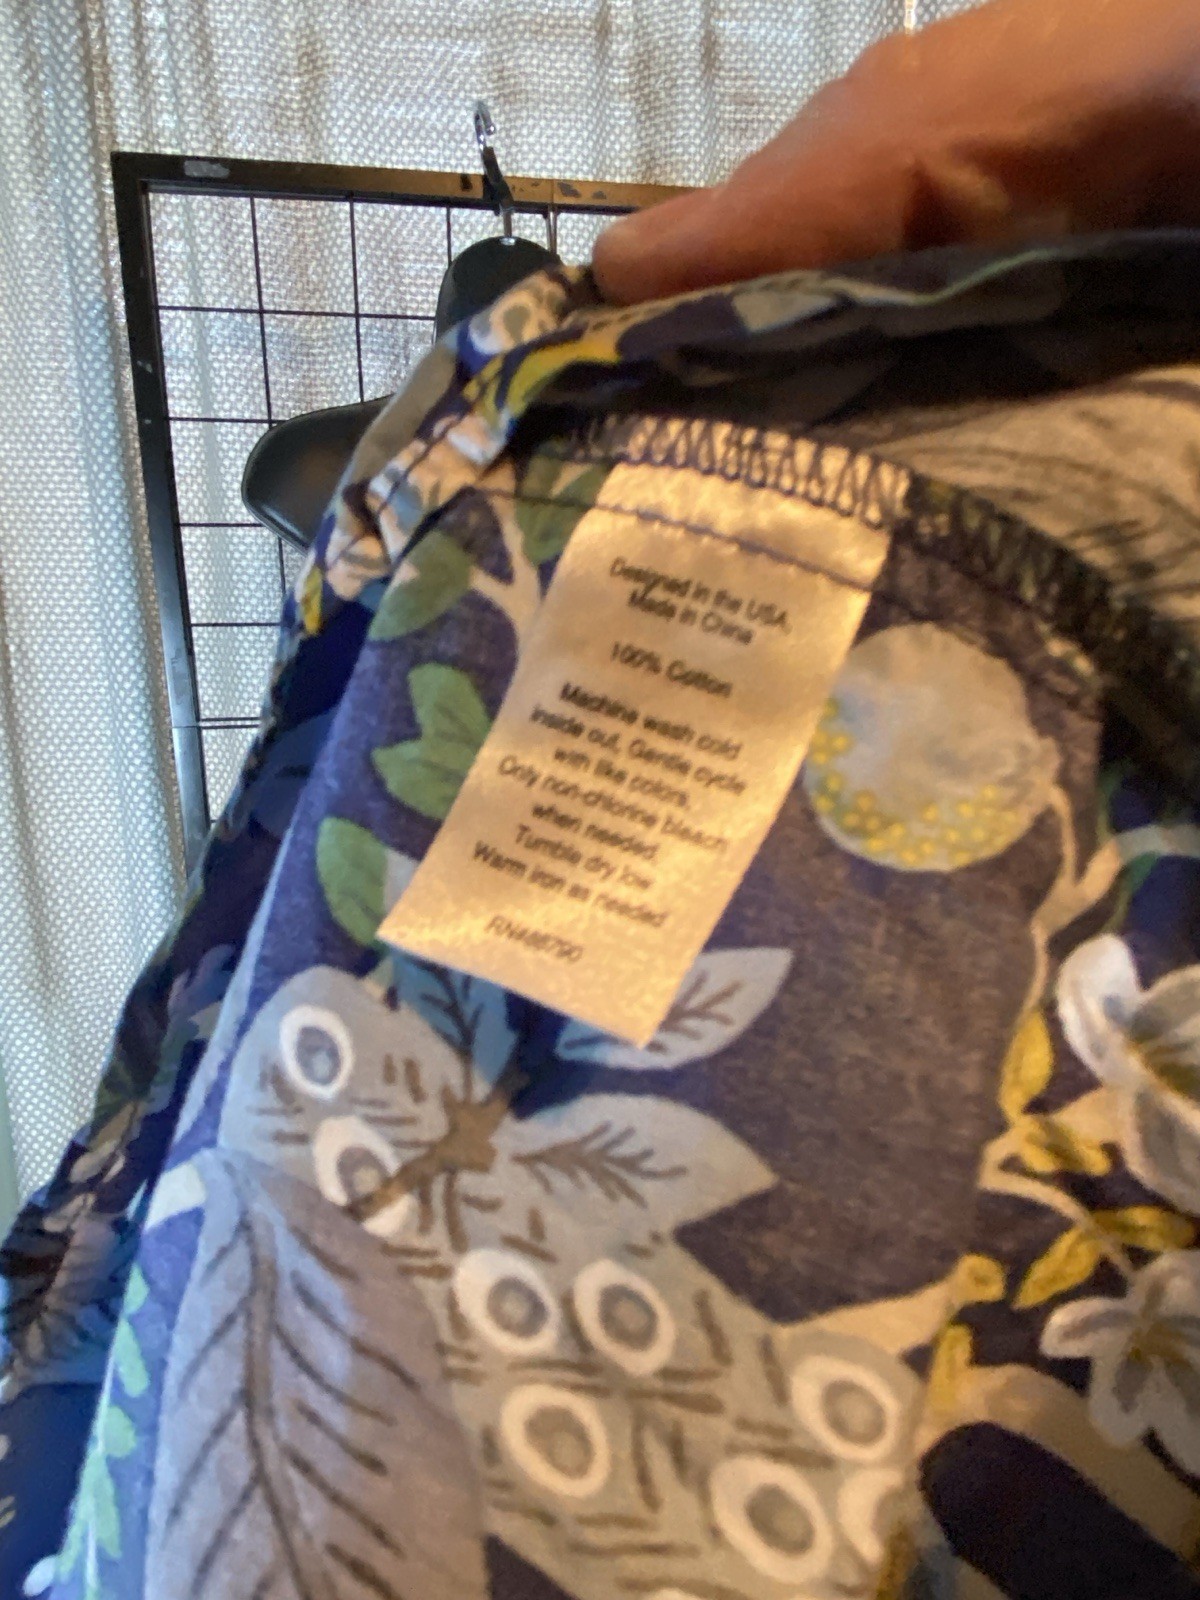 Designed in the USA.
Made in China
100% Cotton
Machine wash cold
inside out. Gentle cycle
with like colors.
Only non-chlorine bleach
when needed.
Tumble dry low
Warm iron as needed